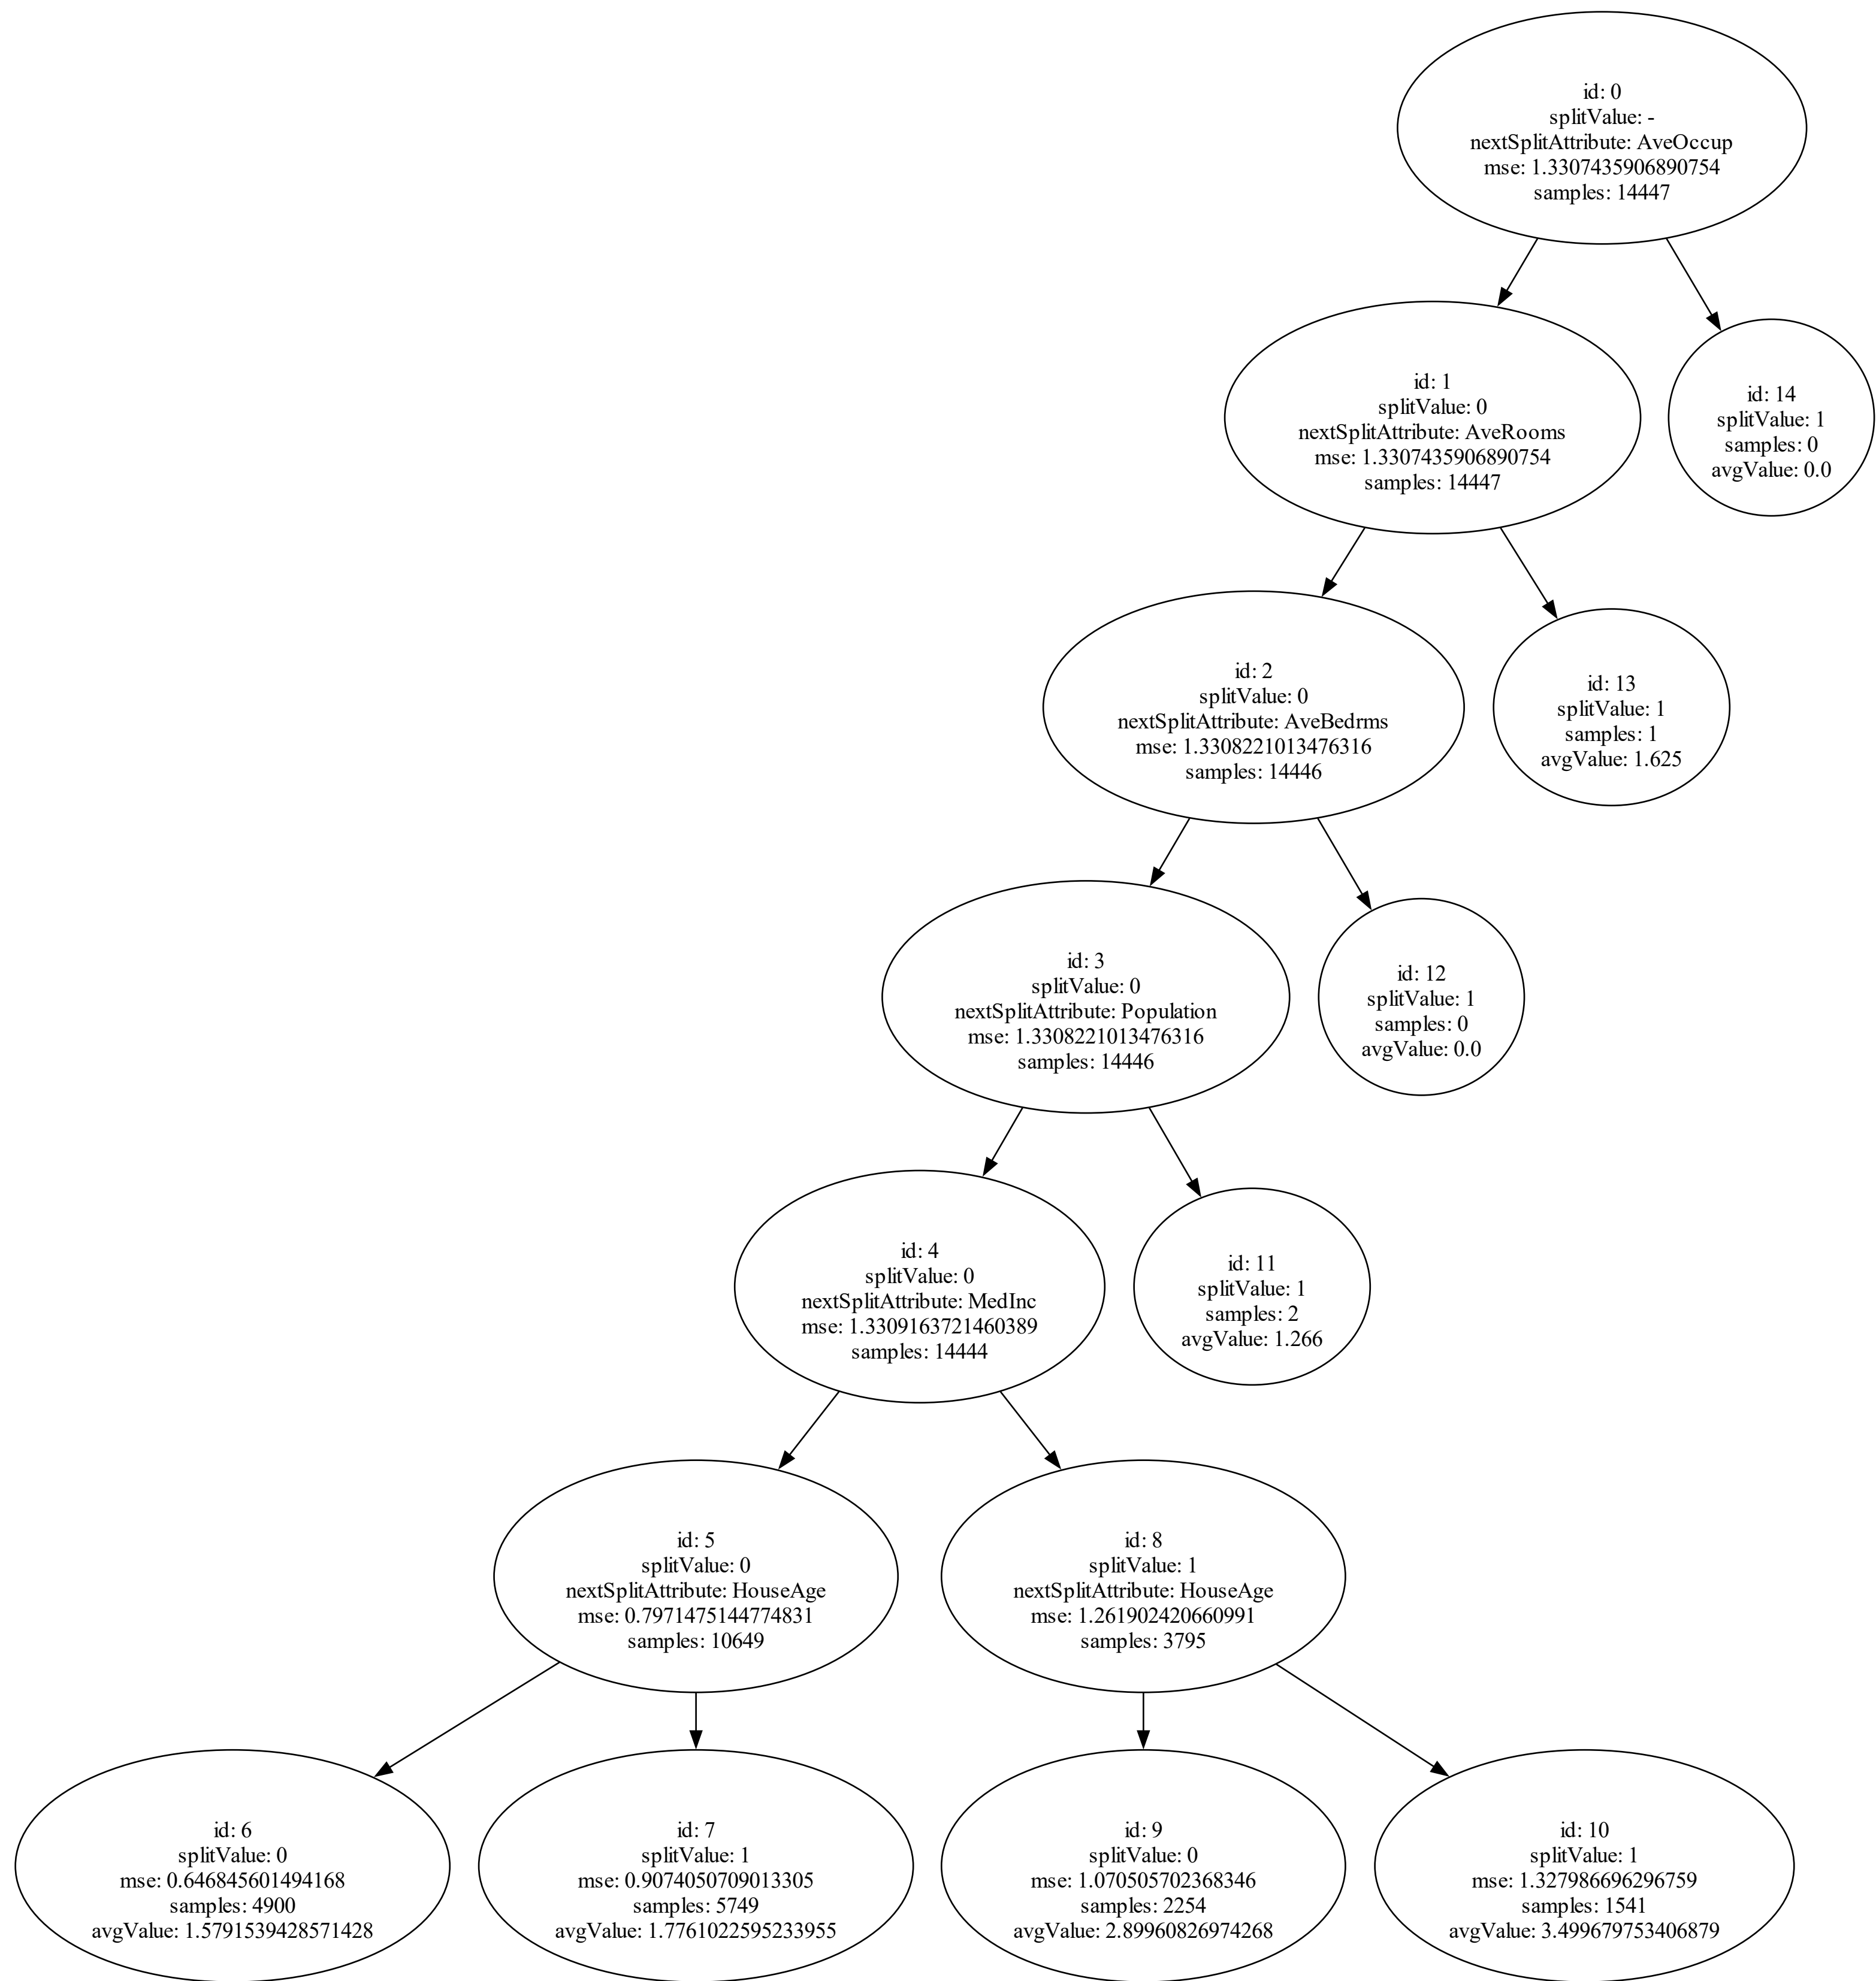 id: 0
splitValue: -
nextSplitAttribute: AveOccup
mse: 1.3307435906890754
samples: 14447
id: 1
splitValue: 0
nextSplitAttribute: AveRooms
mse: 1.3307435906890754
samples: 14447
id: 14
splitValue: 1
samples: 0
avgValue: 0.0
id: 2
splitValue: 0
nextSplitAttribute: AveBedrms
mse: 1.3308221013476316
samples: 14446
id: 13
splitValue: 1
samples: 1
avgValue: 1.625
id: 3
splitValue: 0
nextSplitAttribute: Population
mse: 1.3308221013476316
samples: 14446
id: 12
splitValue: 1
samples: 0
avgValue: 0.0
id: 4
splitValue: 0
nextSplitAttribute: MedInc
mse: 1.3309163721460389
samples: 14444
id: 11
splitValue: 1
samples: 2
avgValue: 1.266
id: 5
splitValue: 0
nextSplitAttribute: HouseAge
mse: 0.7971475144774831
samples: 10649
id: 8
splitValue: 1
nextSplitAttribute: HouseAge
mse: 1.261902420660991
samples: 3795
id: 6
splitValue: 0
mse: 0.646845601494168
samples: 4900
avgValue: 1.5791539428571428
id: 7
splitValue: 1
mse: 0.9074050709013305
samples: 5749
avgValue: 1.7761022595233955
id: 9
splitValue: 0
mse: 1.070505702368346
samples: 2254
avgValue: 2.89960826974268
id: 10
splitValue: 1
mse: 1.327986696296759
samples: 1541
avgValue: 3.499679753406879